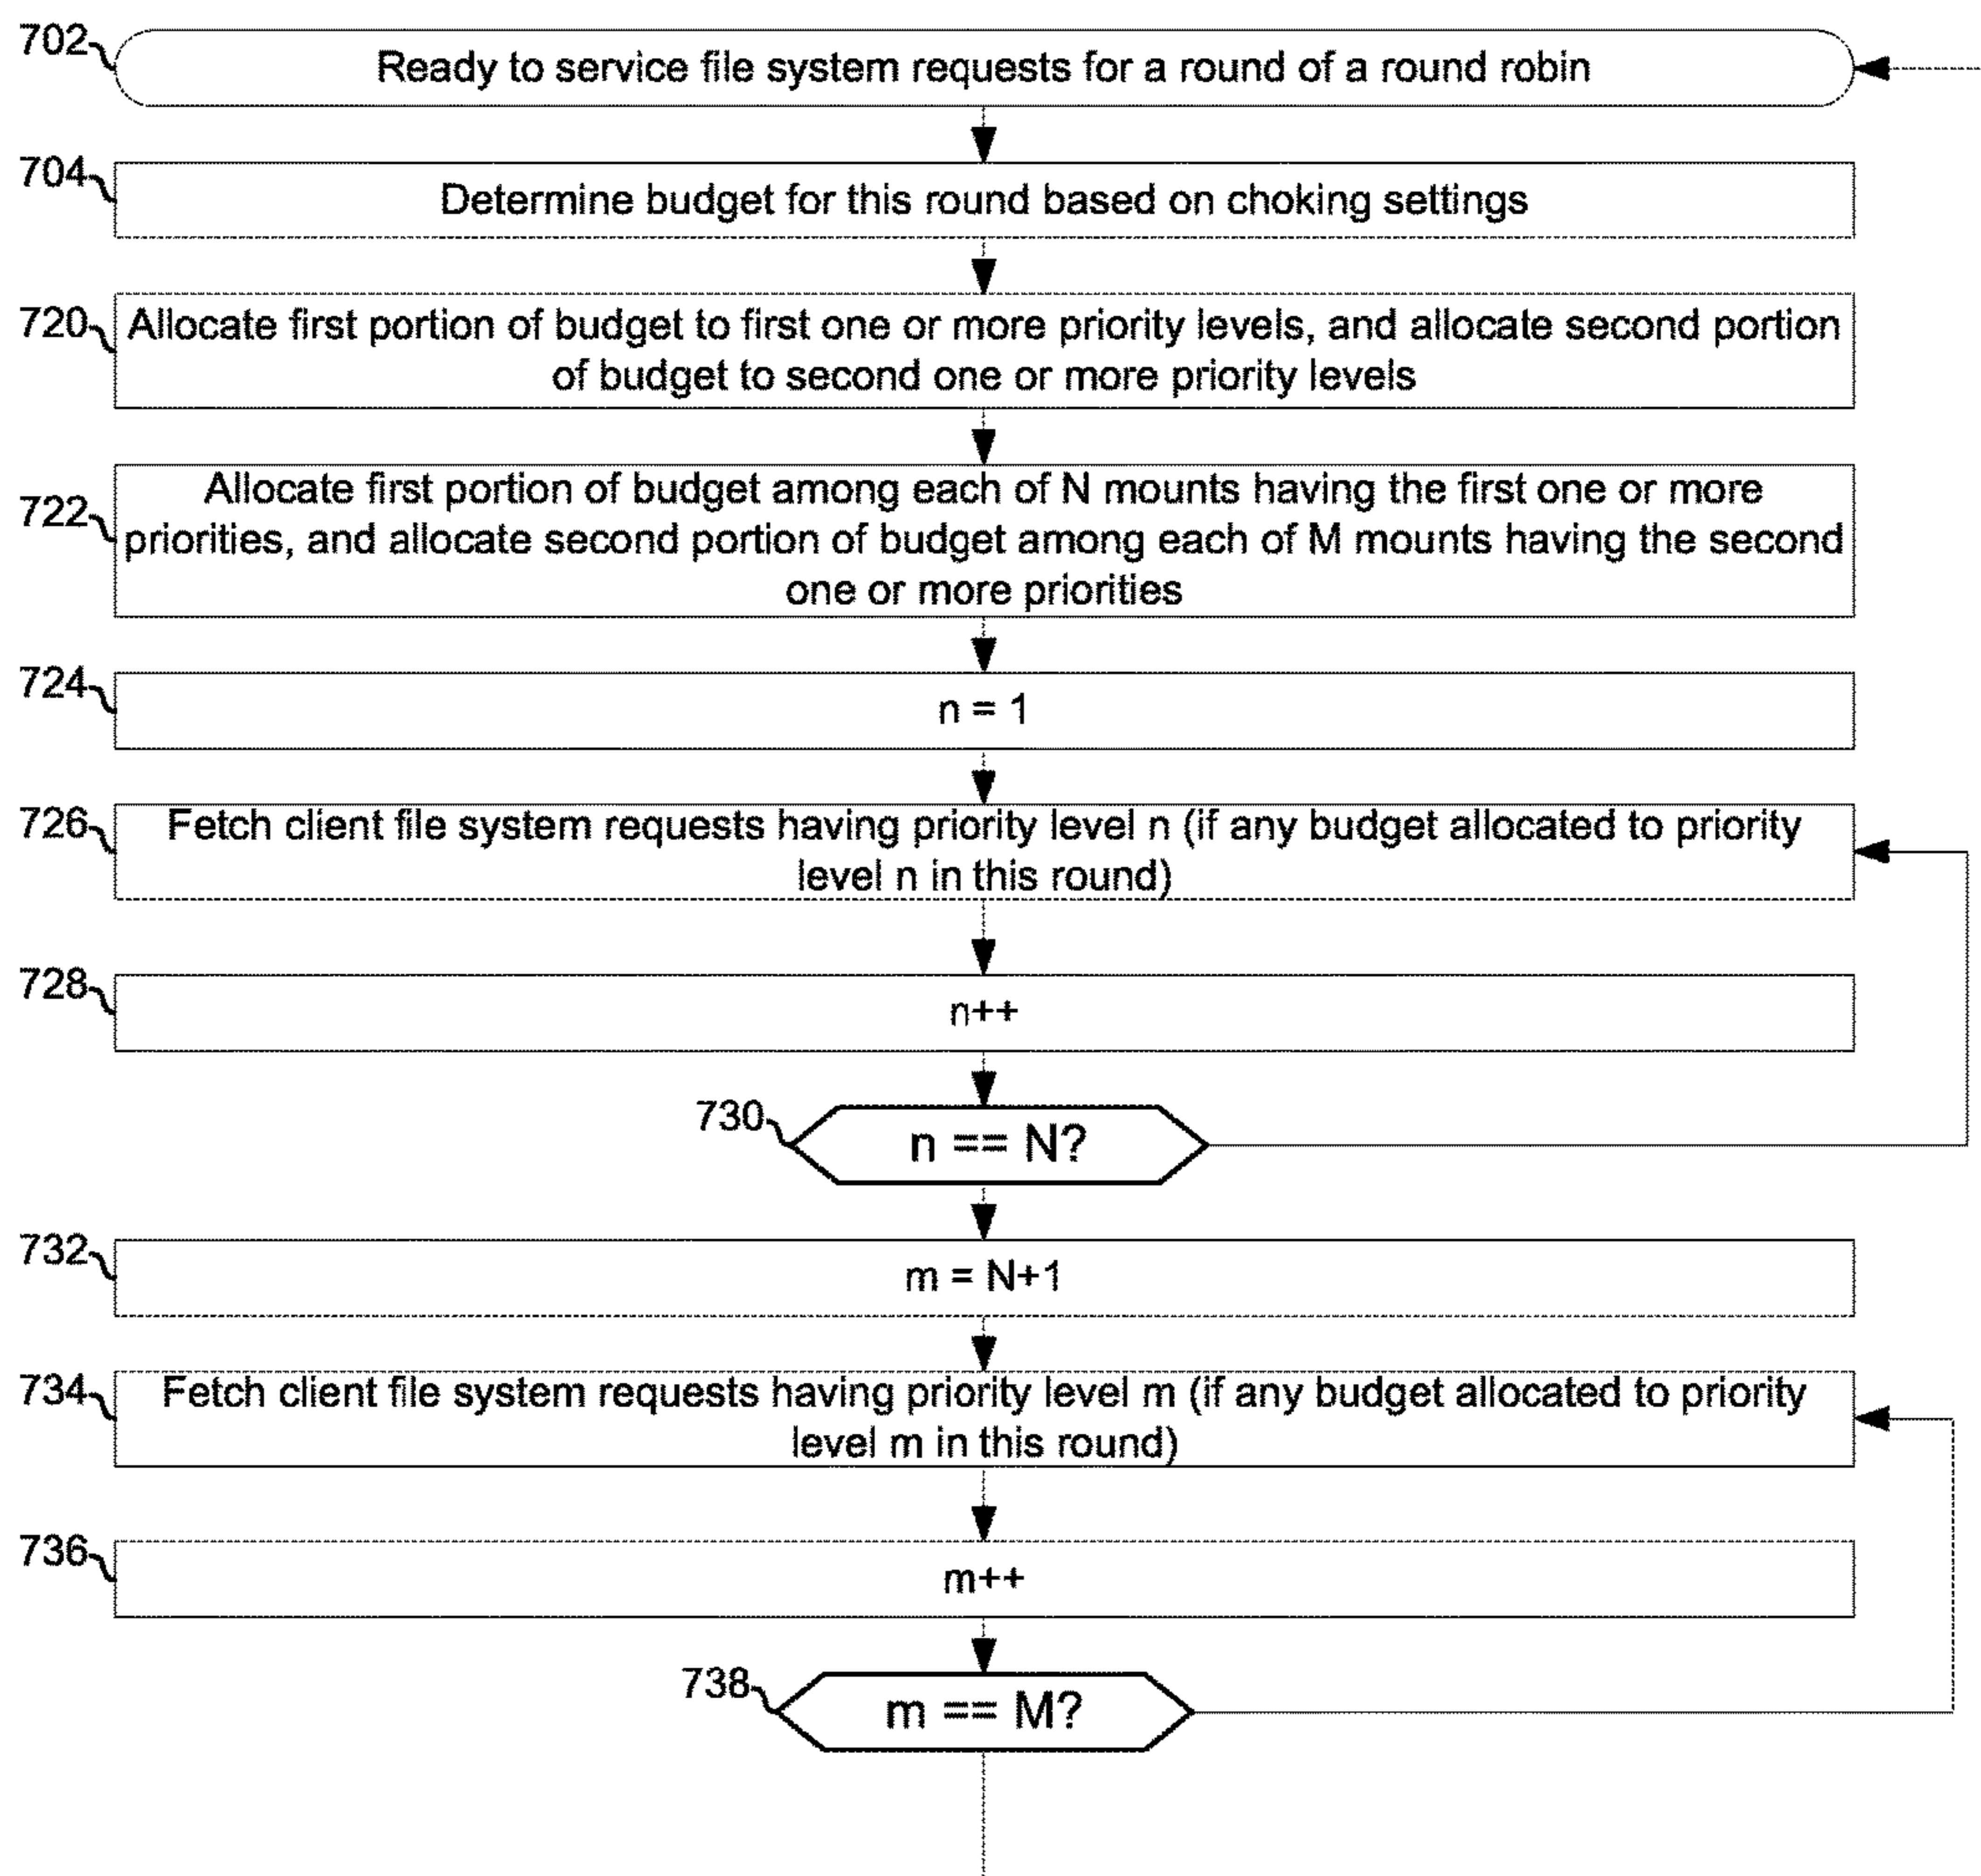 702
Ready to service file system requests for a round of a round robin
704
Determine budget for this round based on choking settings
720
Allocate first portion of budget to first one or more priority levels, and allocate second portion
of budget to second one or more priority levels
722
Allocate first portion of budget among each of N mounts having the first one or more
priorities, and allocate second portion of budget among each of M mounts having the second
one or more priorities
724
n = 1
726
Fetch client file system requests having priority level n (if any budget allocated to priority
level n in this round)
728
n++
730
n == N?
732
m = N+1
734
Fetch client file system requests having priority level m (if any budget allocated to priority
level m in this round)
736
m++
738
m == M?